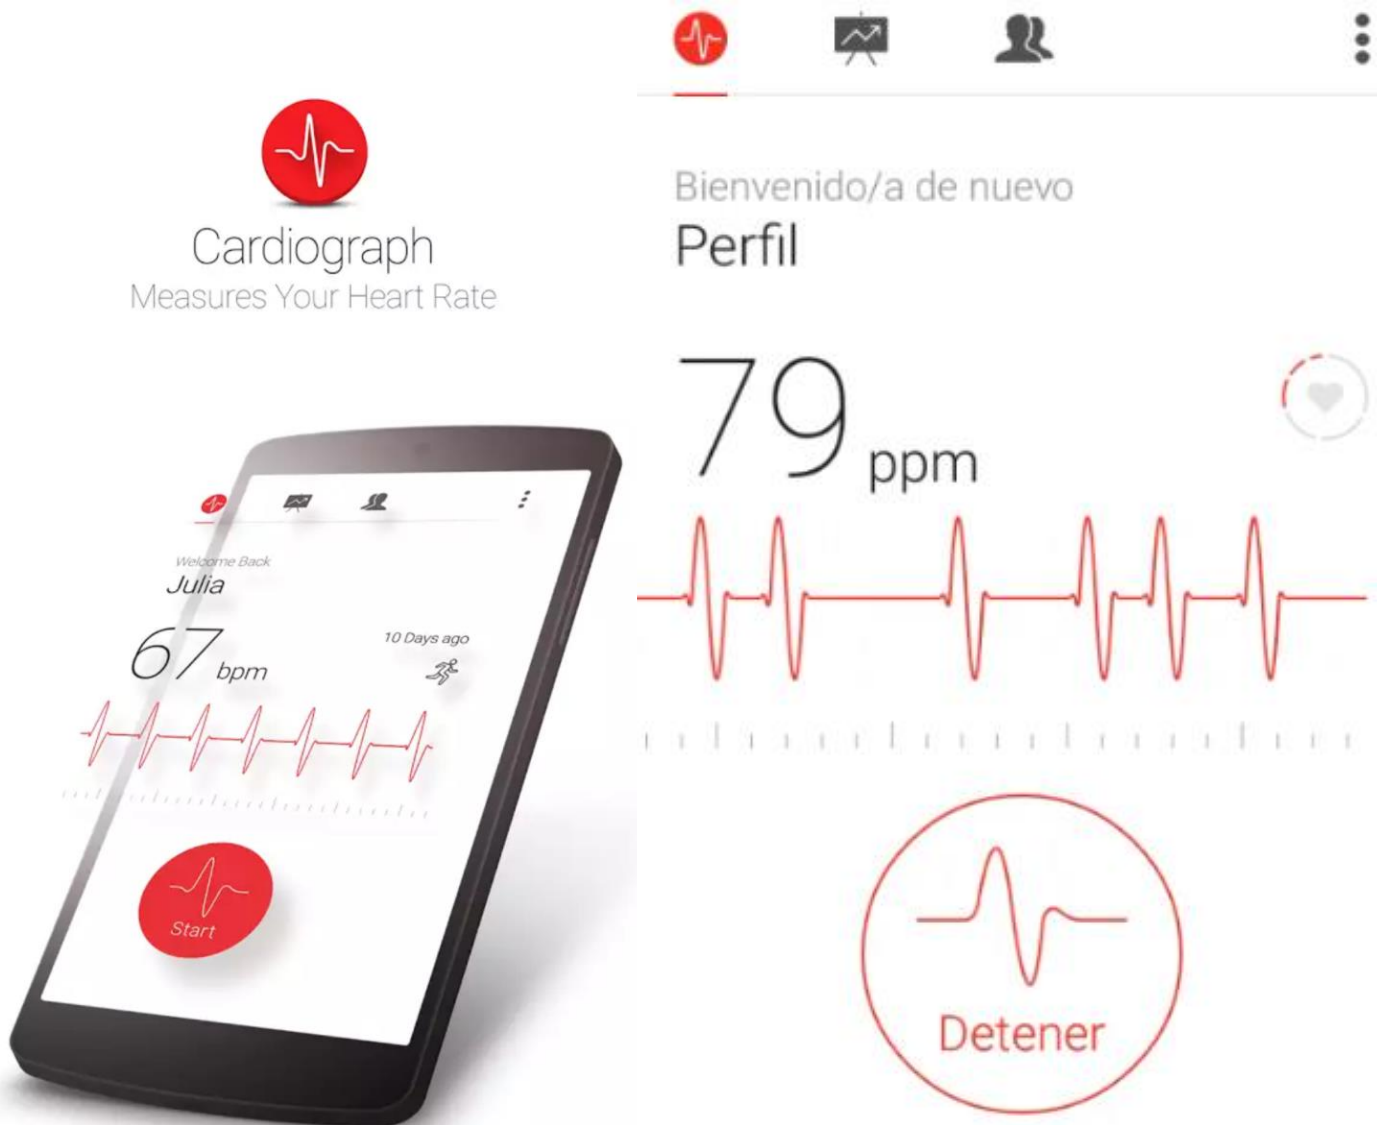 Cardiograph
Measures Your Heart Rate
Welcome Back
Julia
67 bpm
10 Days ago
Start
Bienvenido/a de nuevo
Perfil
79 ppm
Detener